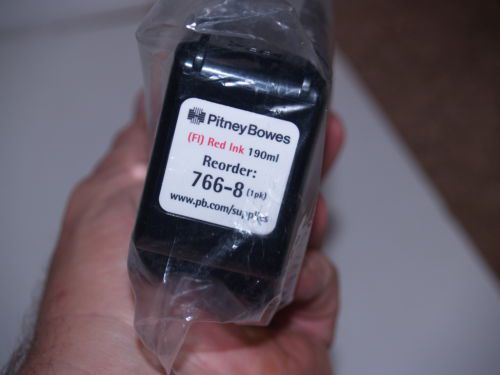 PitneyBowes
(FI) Red Ink 190ml
Reorder:
766-8 (1pk)
www.pb.com/supplies